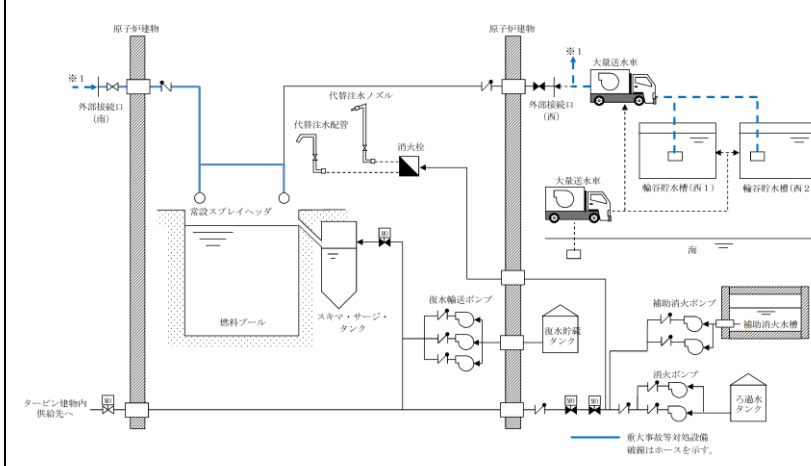 原子炉建物
原子炉建物
※1
※1
大量送水車
外部接続口
(南)
外部接続口
(西)
代替注水ノズル
代替注水配管
消火栓
輪谷貯水槽(西1)
輪谷貯水槽(西2
大量送水車
海
常設スプレイヘッダ
MO
燃料プール
スキマ・サージ・
タンク
復水輸送ポンプ
復水貯蔵
タンク
補助消火ポンプ
補助消火水槽
消火ポンプ
タービン建物内
供給先へ
MO
MO
MO
ろ過水
タンク
重大事故等対処設備
破線はホースを示す。